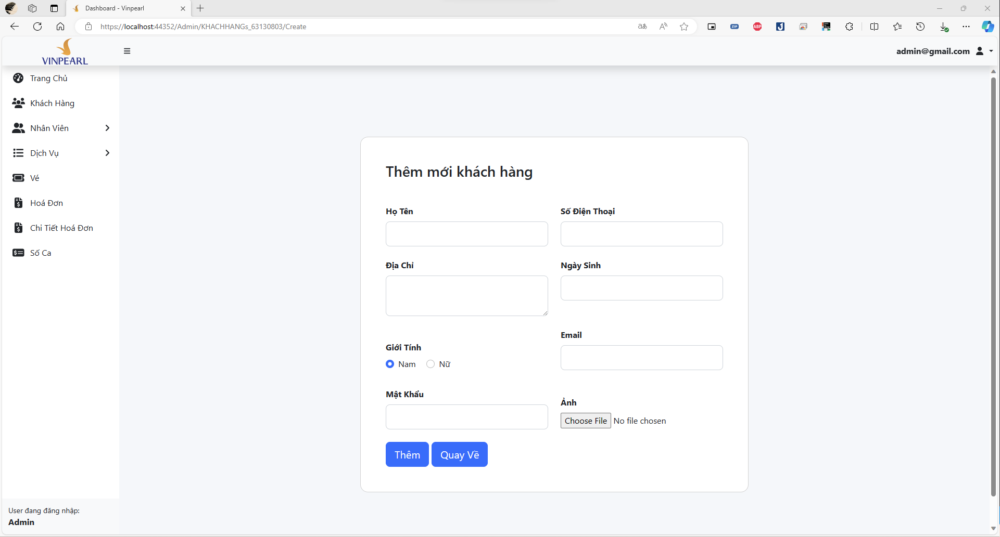 Dashboard - Vinpearl
https://localhost:44352/Admin/KHACHHANGs_63130803/Create
VINPEARL
admin@gmail.com
Trang Chủ
Khách Hàng
Nhân Viên
Dịch Vụ
Vé
Hoá Đơn
Chi Tiết Hoá Đơn
Số Ca
Thêm mới khách hàng
Họ Tên
Số Điện Thoại
Địa Chỉ
Ngày Sinh
Email
Giới Tính
Nam Nữ
Mật Khẩu
Ảnh
Choose File No file chosen
Thêm Quay Về
User đang đăng nhập:
Admin